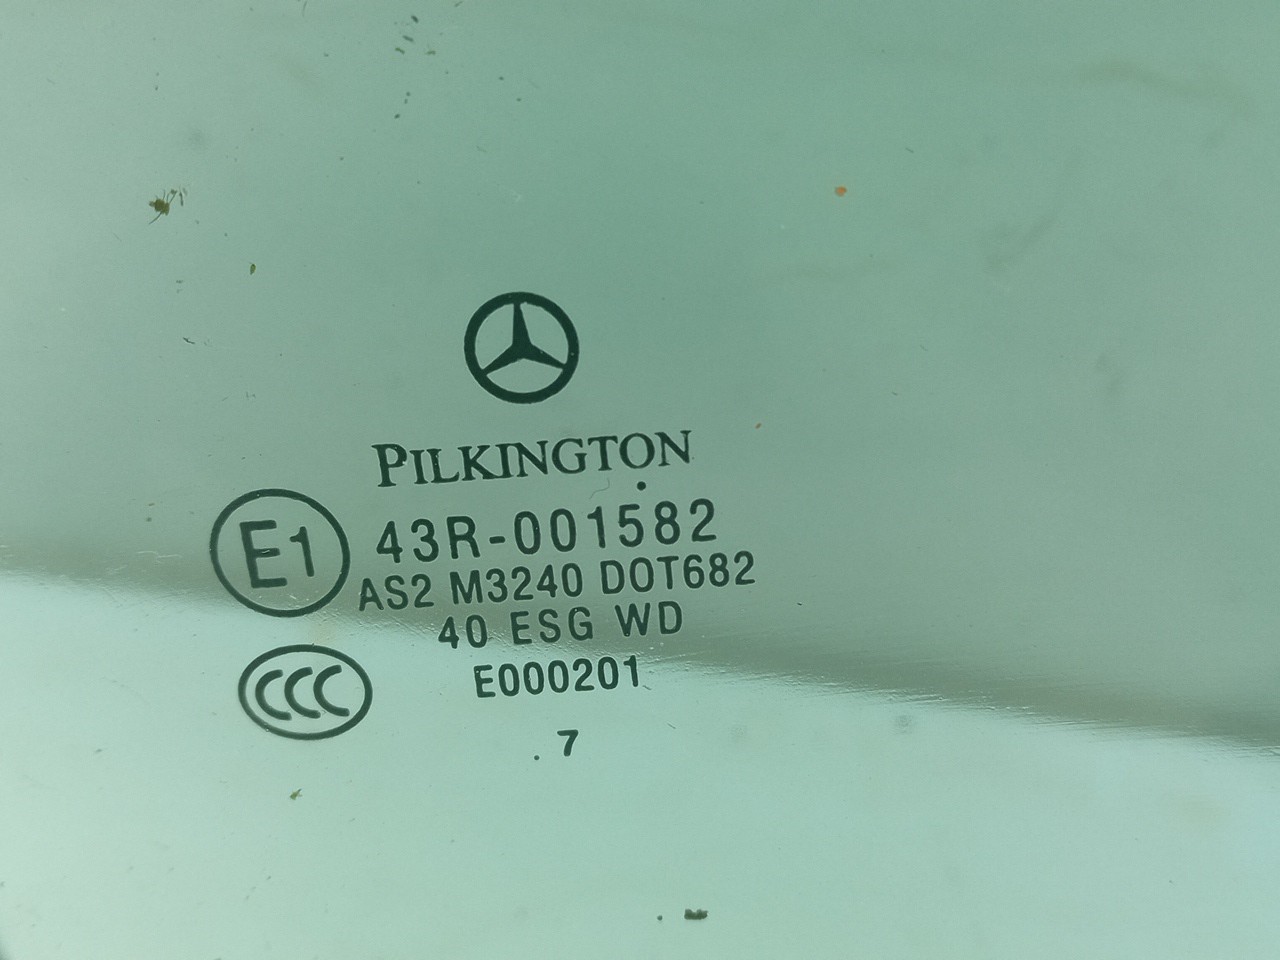 PILKINGTON
E1 43R-001582
AS2 M3240 DOT682
40 ESG WD
E000201
CCC
. 7